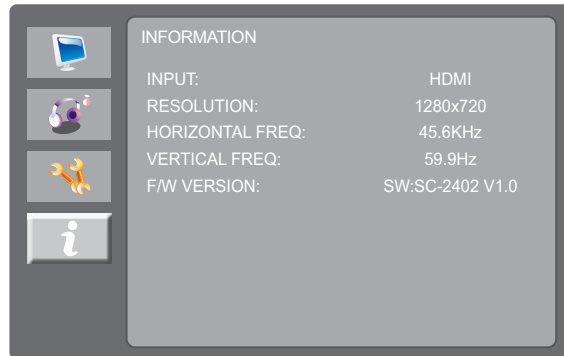 INFORMATION
INPUT: HDMI
RESOLUTION: 1280x720
HORIZONTAL FREQ: 45.6KHz
VERTICAL FREQ: 59.9Hz
F/W VERSION: SW:SC-2402 V1.0